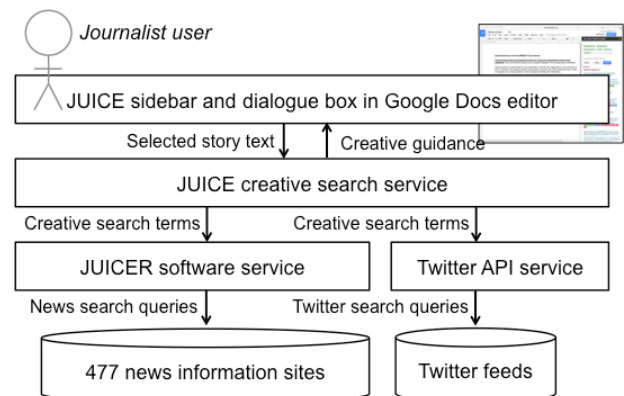 Journalist user
JUICE sidebar and dialogue box in Google Docs editor
Selected story text
Creative guidance
JUICE creative search service
Creative search terms
Creative search terms
JUICER software service
Twitter API service
News search queries
Twitter search queries
477 news information sites
Twitter feeds